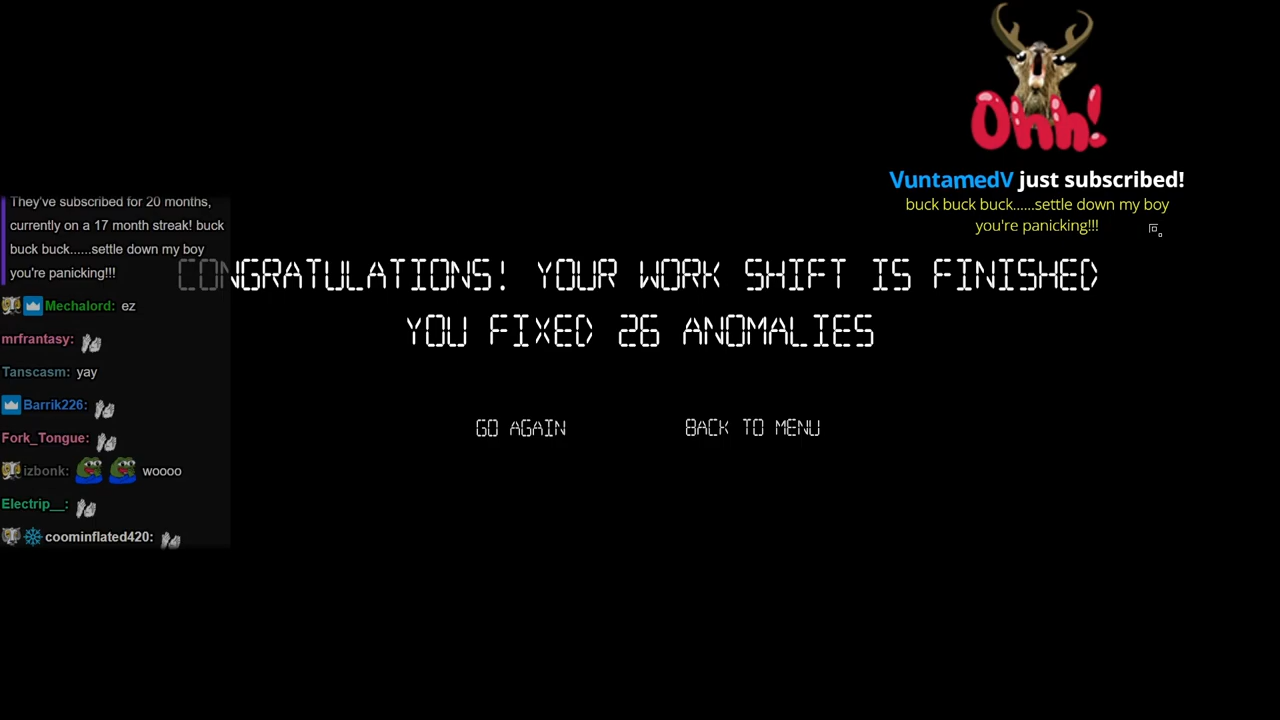 Ohh!
VuntamedV just subscribed!
buck buck buck......settle down my boy
you're panicking!!!
They've subscribed for 20 months,
currently on a 17 month streak! buck
buck buck......settle down my boy
you're panicking!!!
Mechalord: ez
mrfrantasy:
Tanscasm: yay
Barrik226:
Fork_Tongue:
izbonk: woooo
Electrip__:
coominflated420:
CONGRATULATIONS! YOUR WORK SHIFT IS FINISHED
YOU FIXED 26 ANOMALIES
GO AGAIN
BACK TO MENU